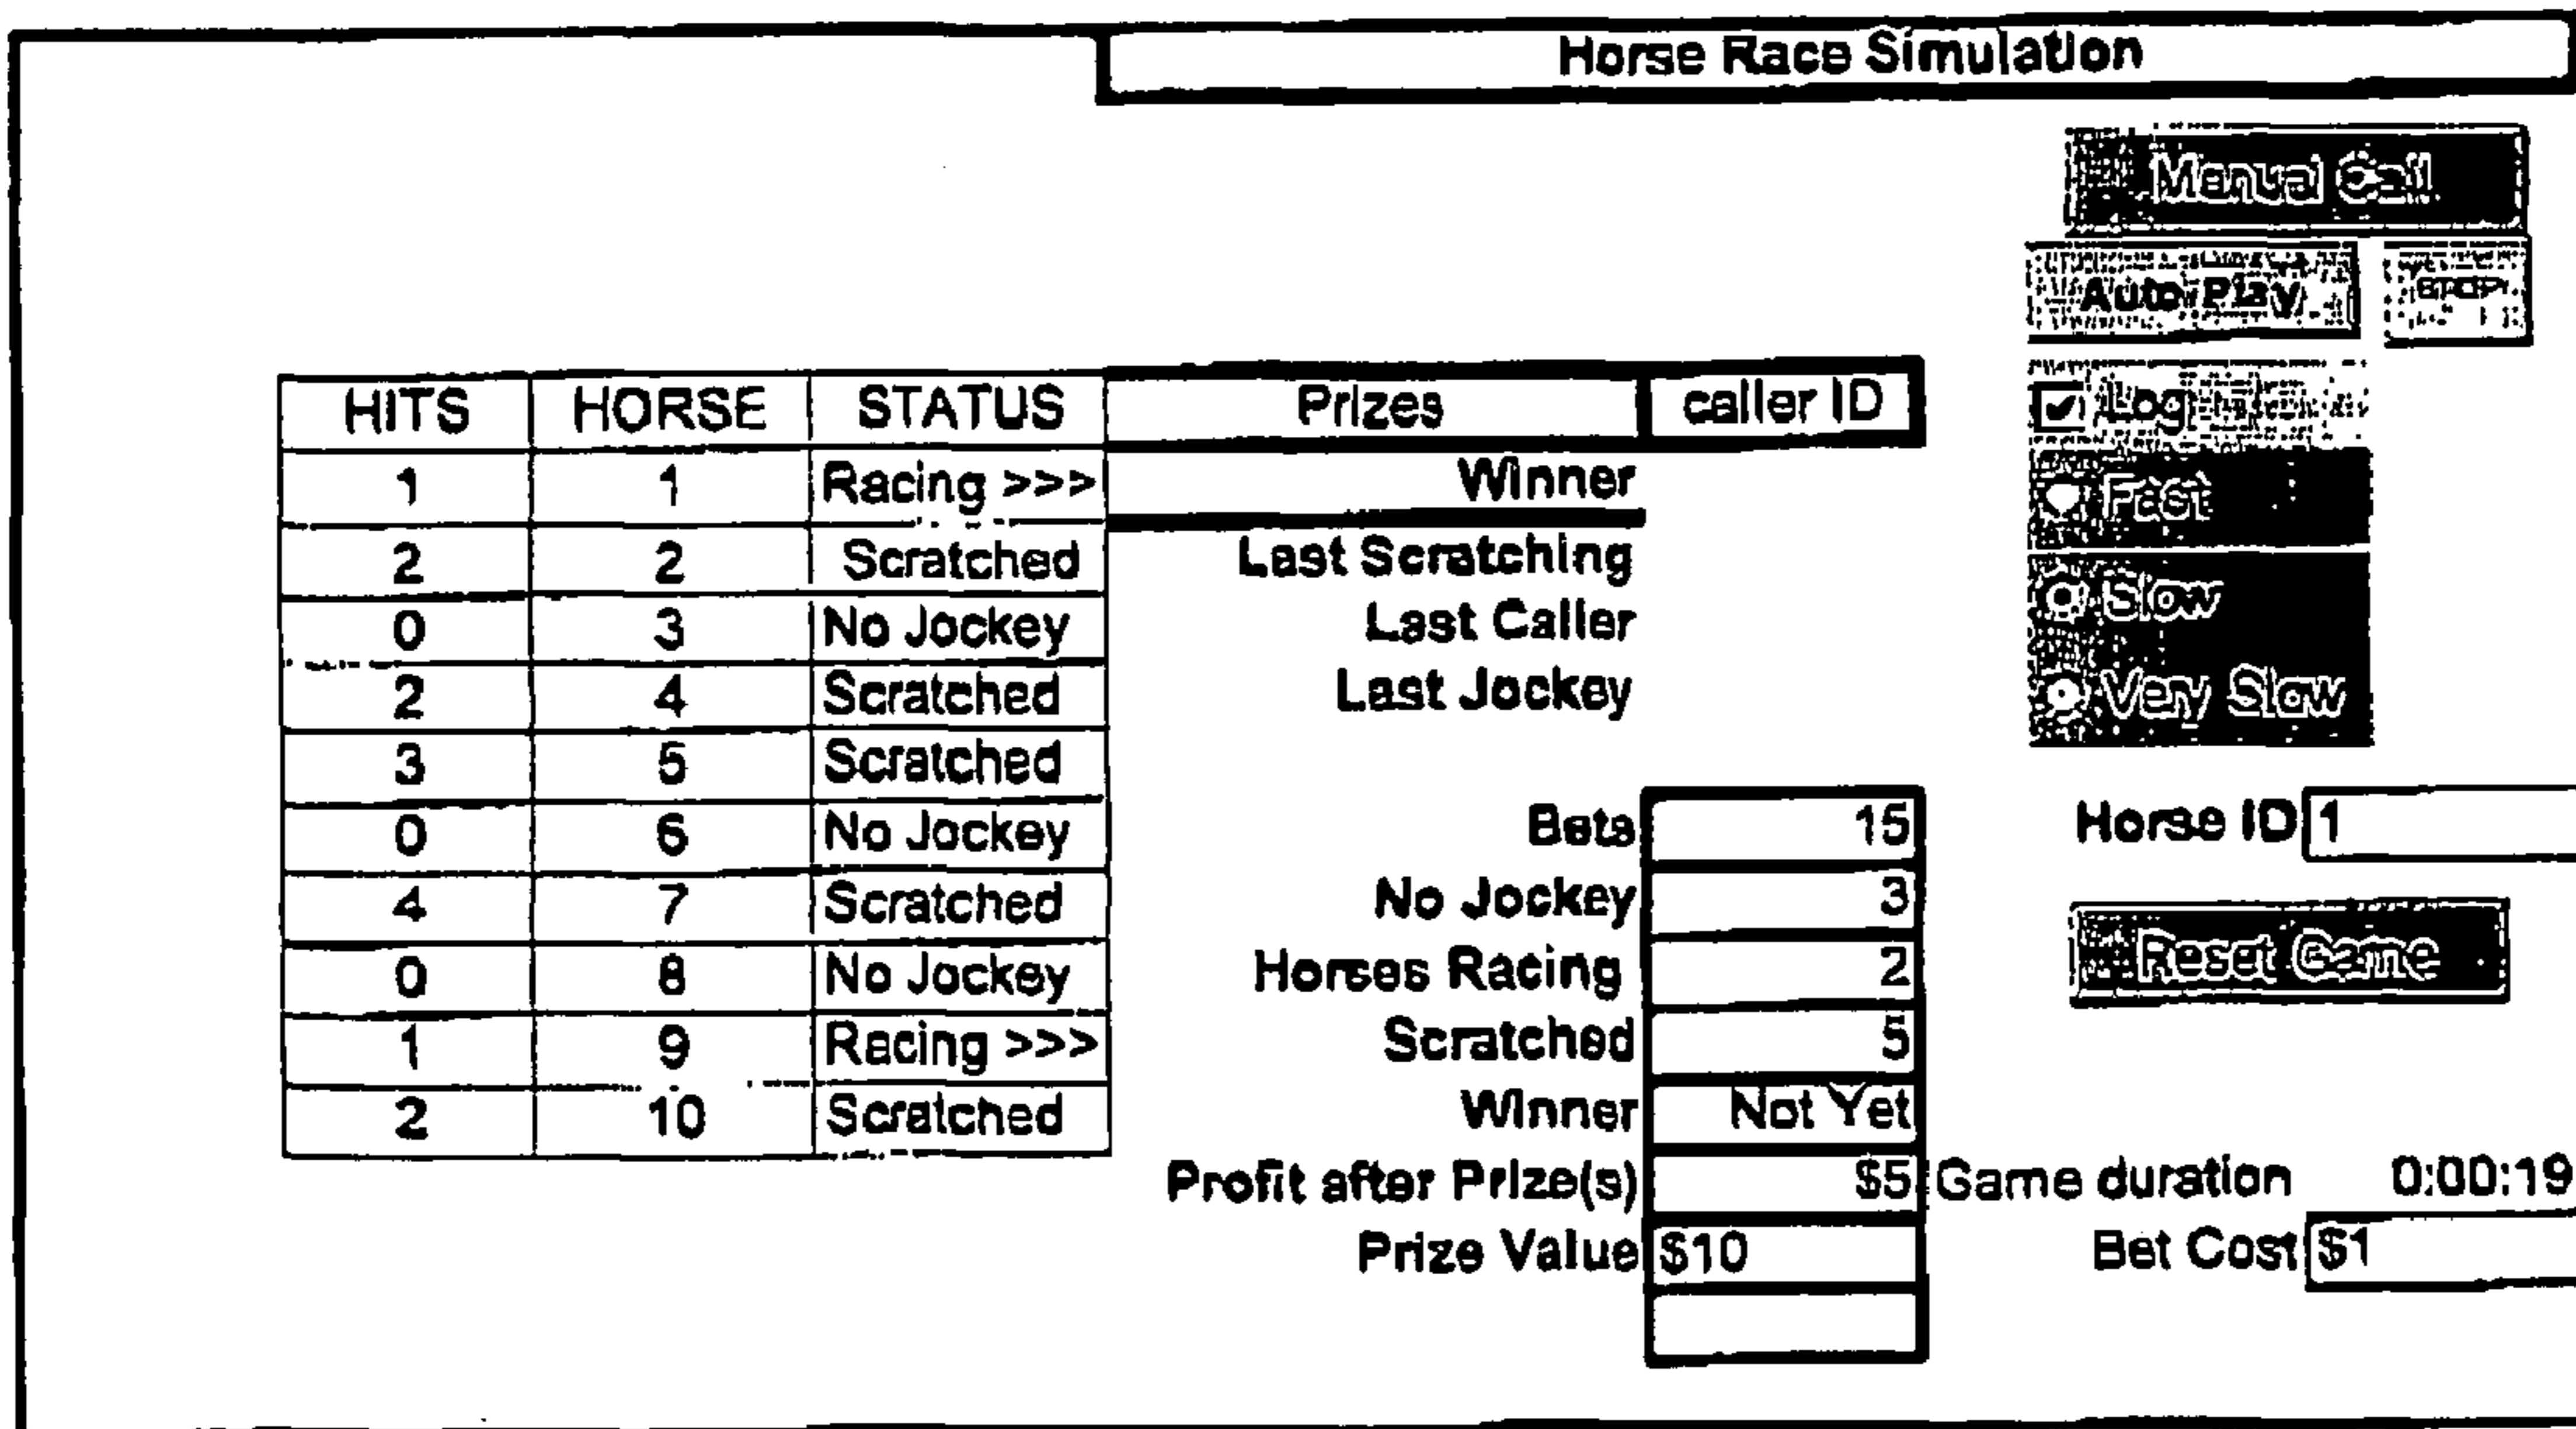 Horse Race Simulation
Manual Call
Auto Play STOP
Log
Fast
Slow
Very Slow
HITS HORSE STATUS Prizes caller ID
1 1 Racing >>> Winner
2 2 Scratched Last Scratching
0 3 No Jockey Last Caller
2 4 Scratched Last Jockey
3 5 Scratched
0 6 No Jockey Bets 15 Horse ID 1
4 7 Scratched No Jockey 3
0 8 No Jockey Horses Racing 2 Reset Game
1 9 Racing >>> Scratched 5
2 10 Scratched Winner Not Yet
Profit after Prize(s) $5 Game duration 0:00:19
Prize Value $10 Bet Cost $1